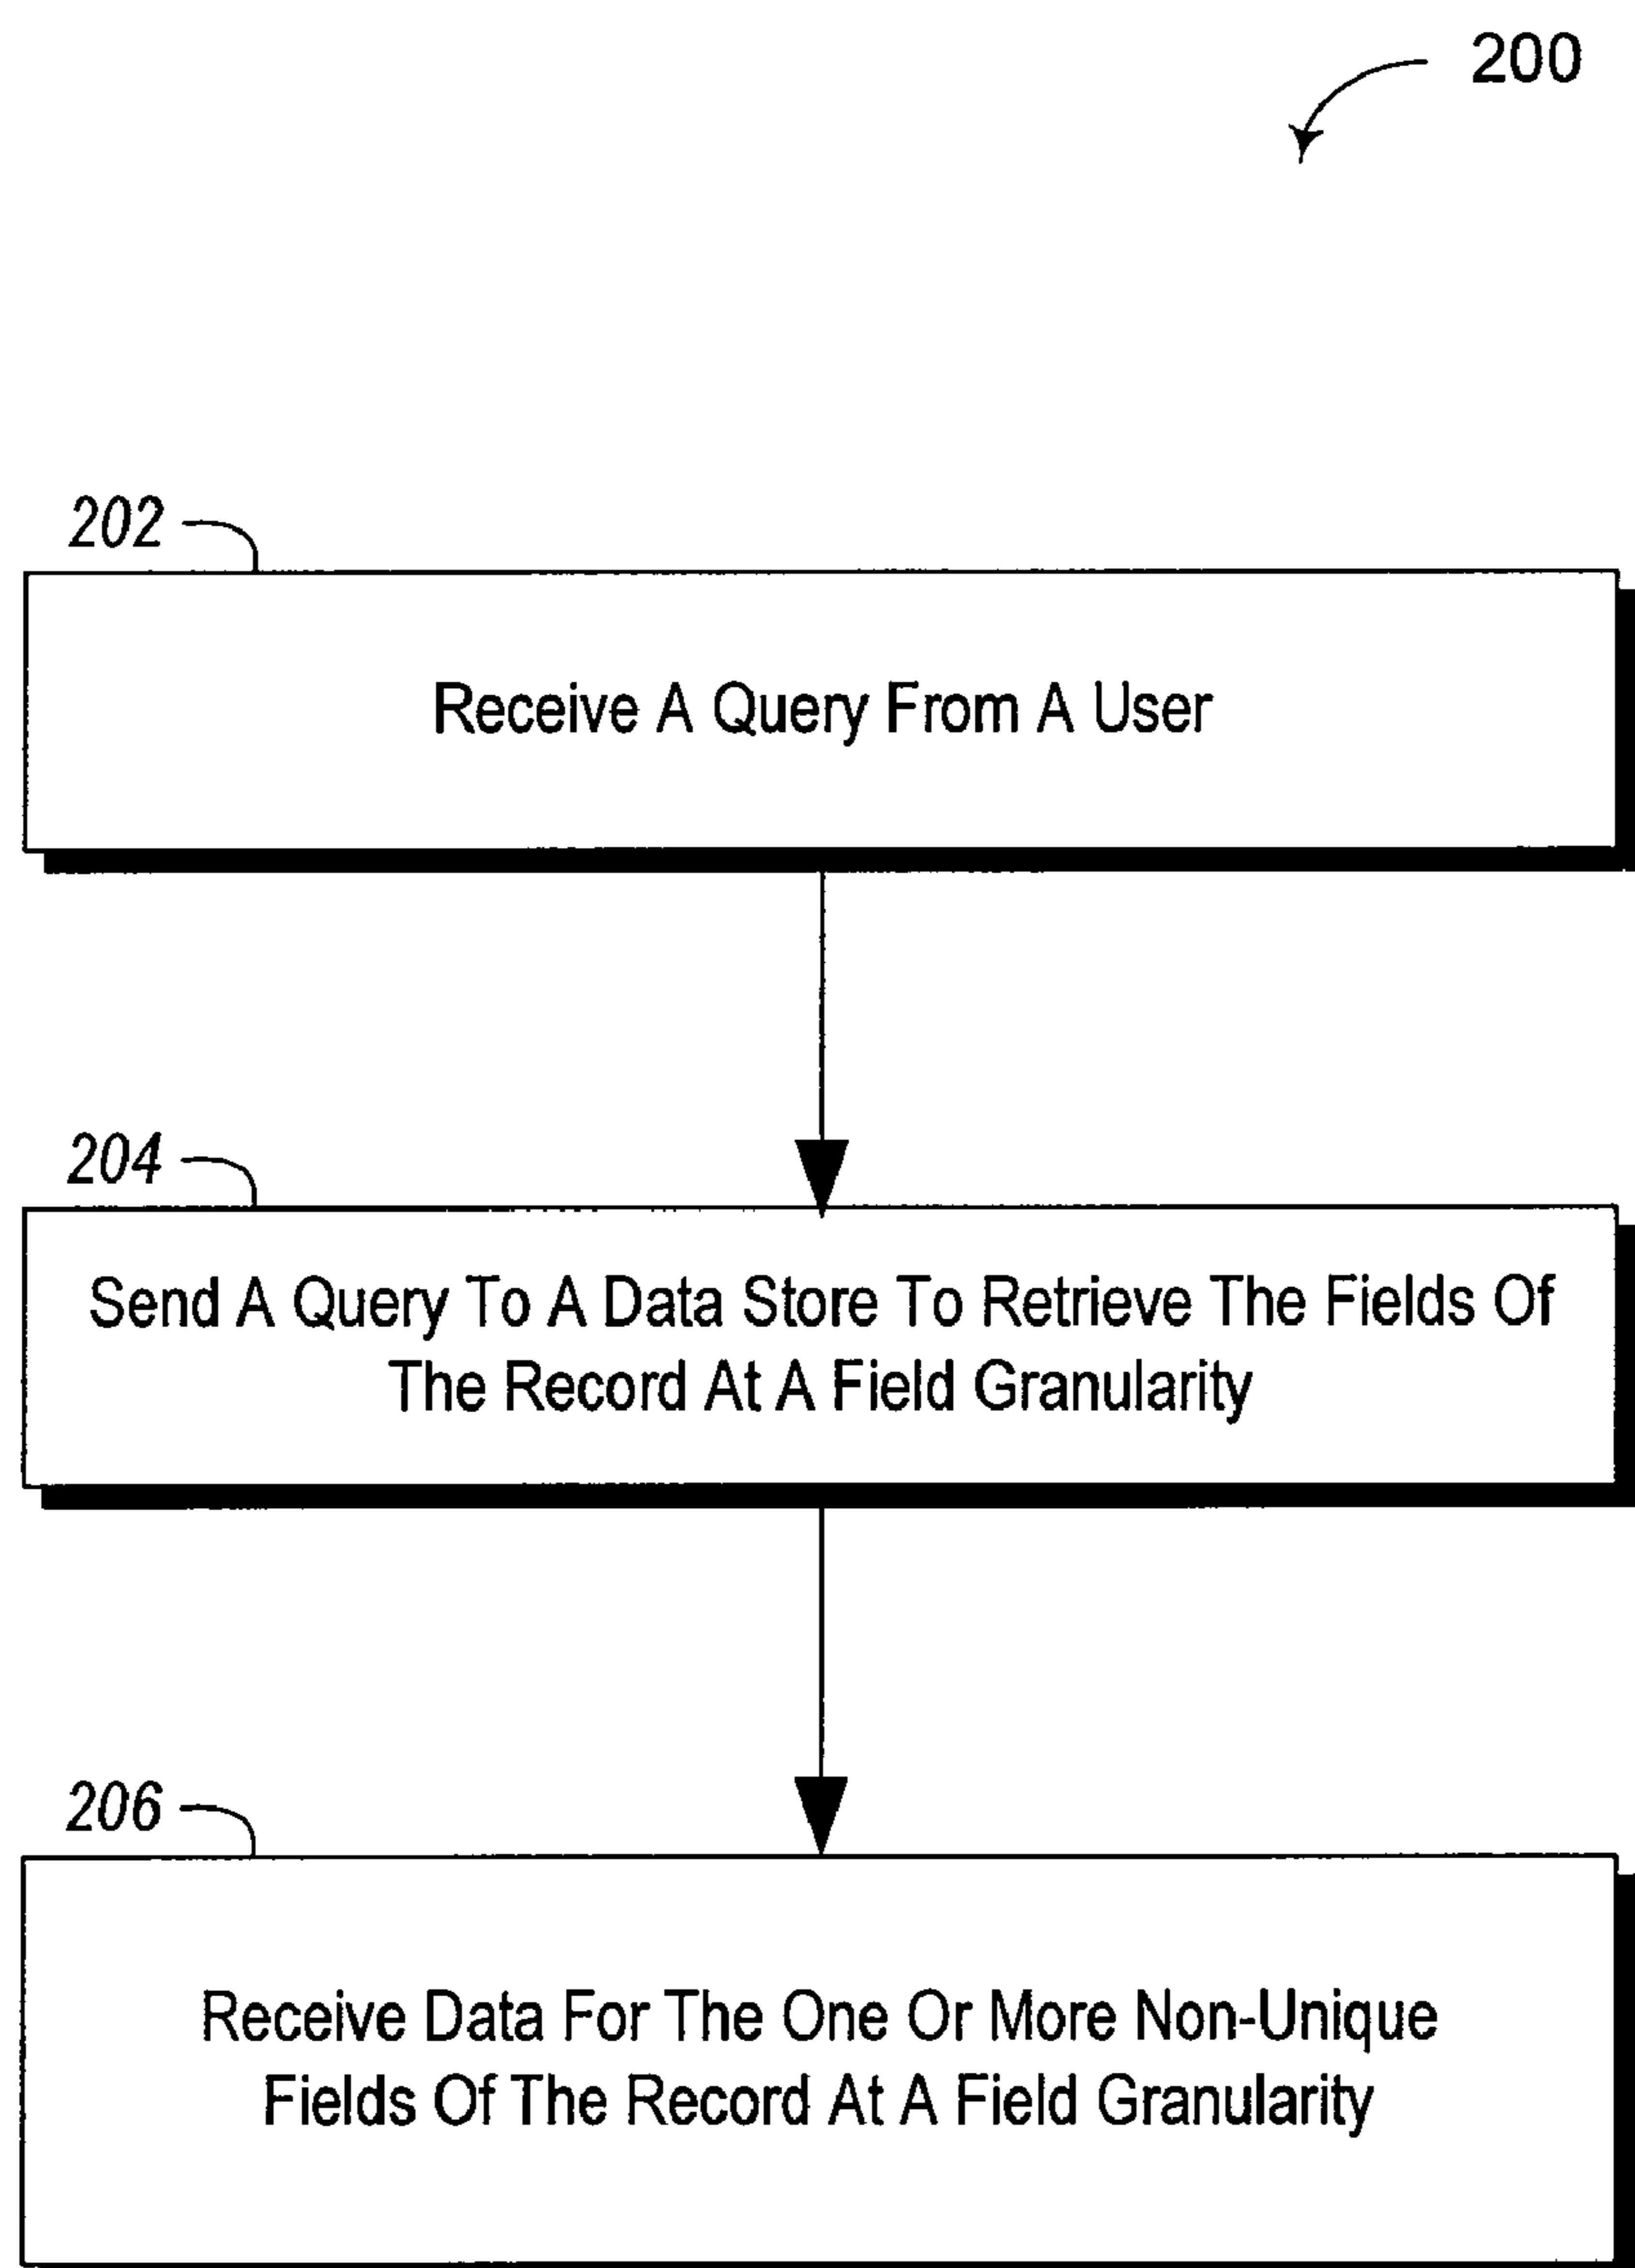 200
202
Receive A Query From A User
204
Send A Query To A Data Store To Retrieve The Fields Of
The Record At A Field Granularity
206
Receive Data For The One Or More Non-Unique
Fields Of The Record At A Field Granularity